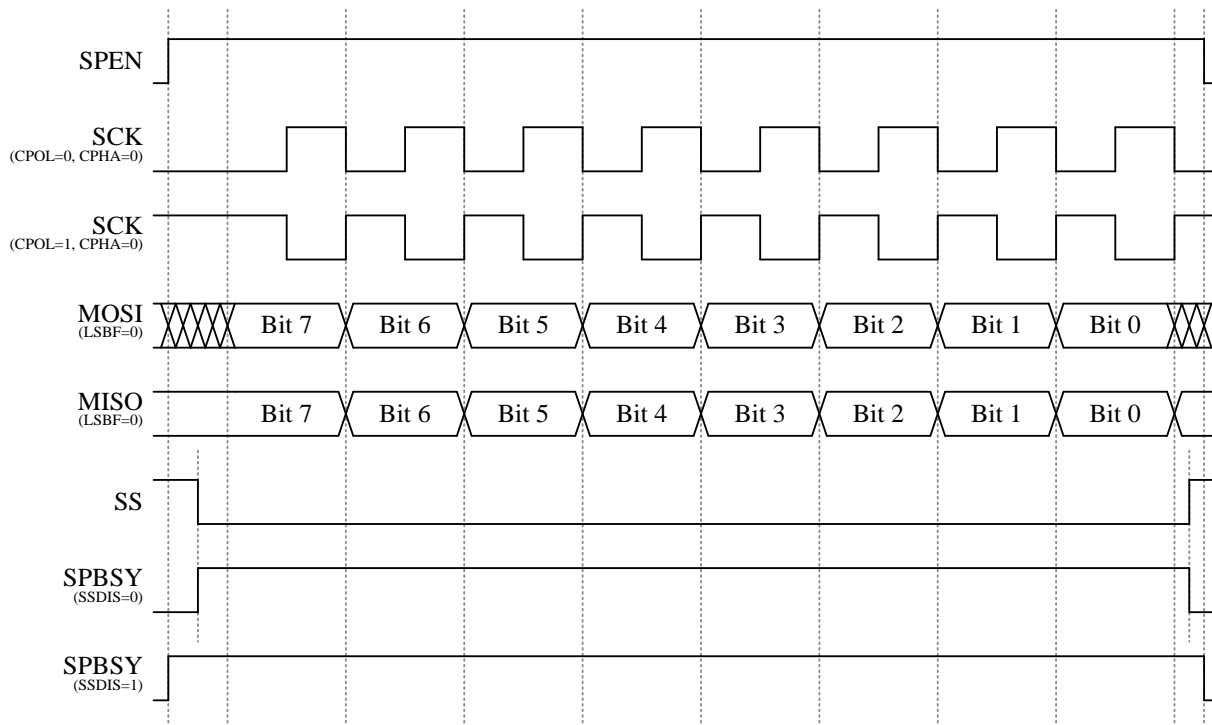 SPEN
SCK
(CPOL=0, CPHA=0)
SCK
(CPOL=1, CPHA=0)
MOSI
(LSBF=0)
Bit 7 Bit 6 Bit 5 Bit 4 Bit 3 Bit 2 Bit 1 Bit 0
MISO
(LSBF=0)
Bit 7 Bit 6 Bit 5 Bit 4 Bit 3 Bit 2 Bit 1 Bit 0
SS
SPBSY
(SSDIS=0)
SPBSY
(SSDIS=1)